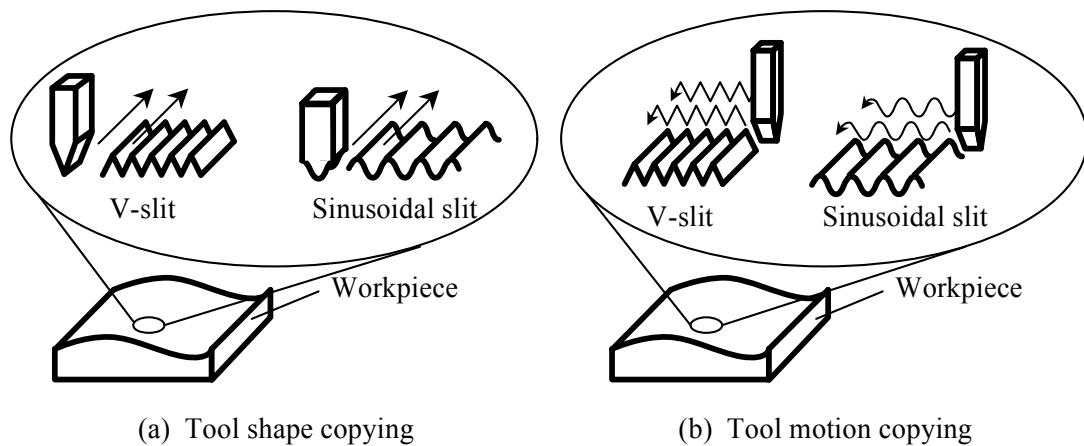 V-slit
Sinusoidal slit
Workpiece
(a) Tool shape copying
V-slit
Sinusoidal slit
Workpiece
(b) Tool motion copying